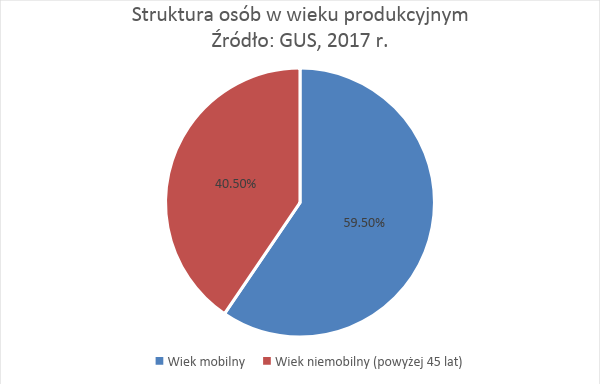 Struktura osób w wieku produkcyjnym
Źródło: GUS, 2017 r.
40.50%
59.50%
Wiek mobilny
Wiek niemobilny (powyżej 45 lat)